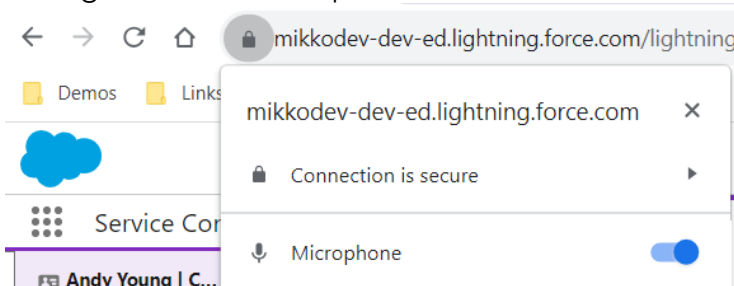 mikkodev-dev-ed.lightning.force.com/lightning
Demos Links
mikkodev-dev-ed.lightning.force.com
Connection is secure
Service Cor
Microphone
Andy Young | C...